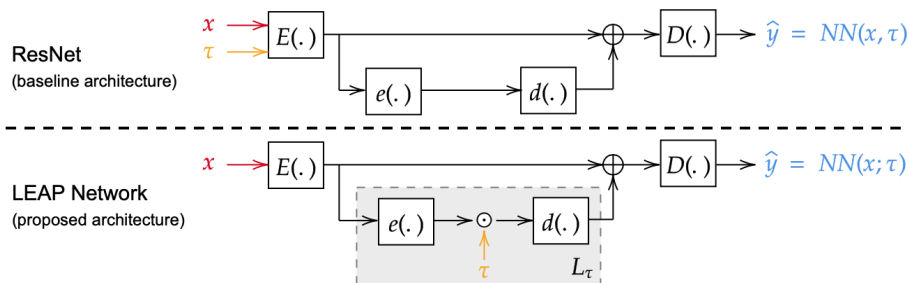 x
τ
E(.)
D(.)
ŷ = NN(x, τ)
ResNet
(baseline architecture)
e(.)
d(.)
x
E(.)
D(.)
ŷ = NN(x; τ)
LEAP Network
(proposed architecture)
e(.)
d(.)
τ
L_τ